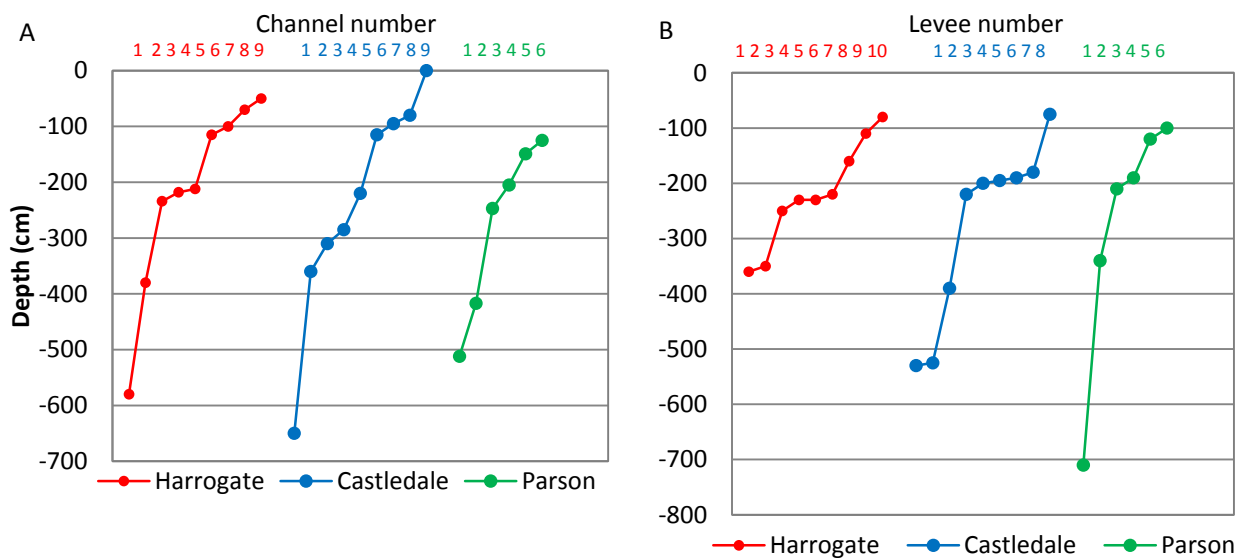 A
Channel number
1 2 3 4 5 6 7 8 9
1 2 3 4 5 6 7 8 9
1 2 3 4 5 6
Depth (cm)
0
-100
-200
-300
-400
-500
-600
-700
Harrogate Castledale Parson
B
Levee number
1 2 3 4 5 6 7 8 9 10
1 2 3 4 5 6 7 8
1 2 3 4 5 6
0
-100
-200
-300
-400
-500
-600
-700
-800
Harrogate Castledale Parson